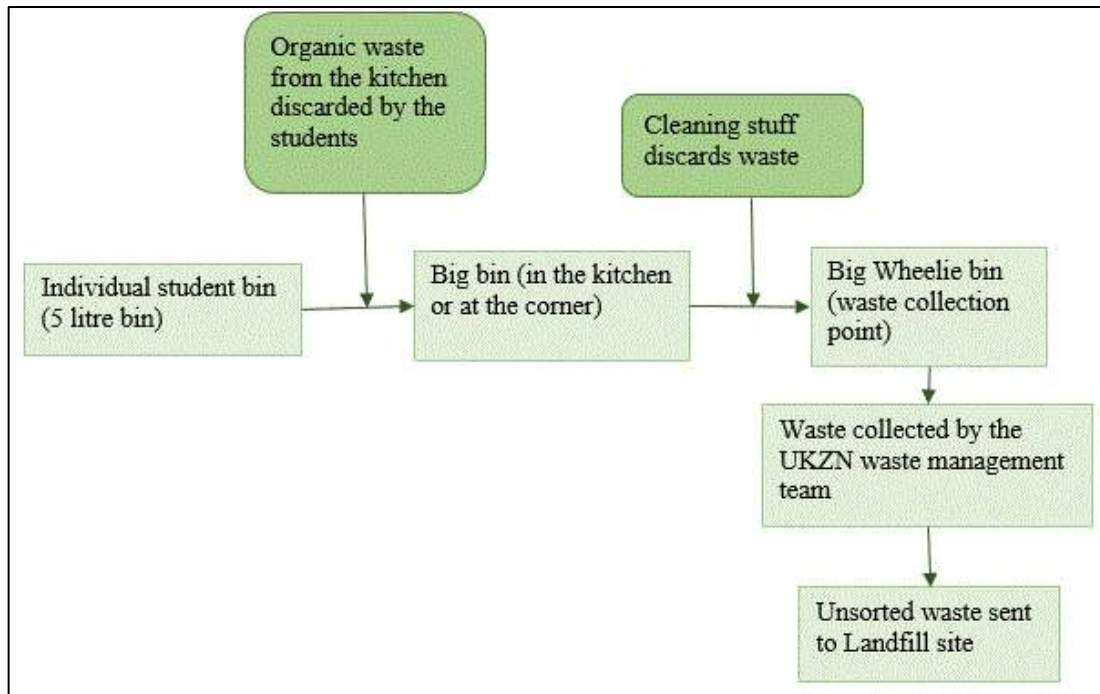 Organic waste
from the kitchen
discarded by the
students
Cleaning stuff
discards waste
Individual student bin
(5 litre bin)
Big bin (in the kitchen
or at the corner)
Big Wheelie bin
(waste collection
point)
Waste collected by the
UKZN waste management
team
Unsorted waste sent
to Landfill site